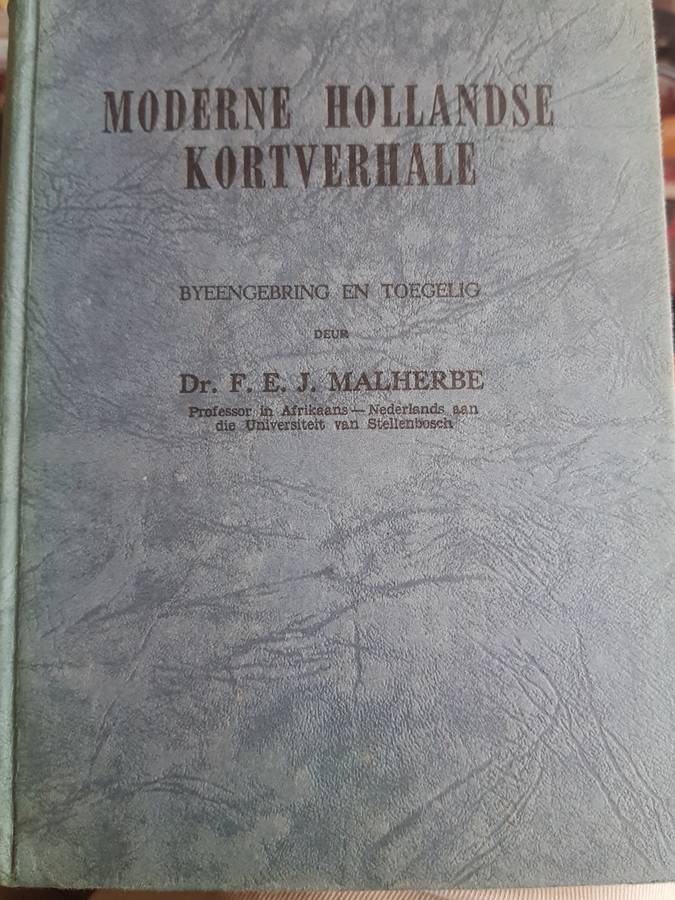 MODERNE HOLLANDSE
KORTVERHALE
BYEENGEBRING EN TOEGELIG
DEUR
Dr. F. E. J. MALHERBE
Professor in Afrikaans—Nederlands aan
die Universiteit van Stellenbosch